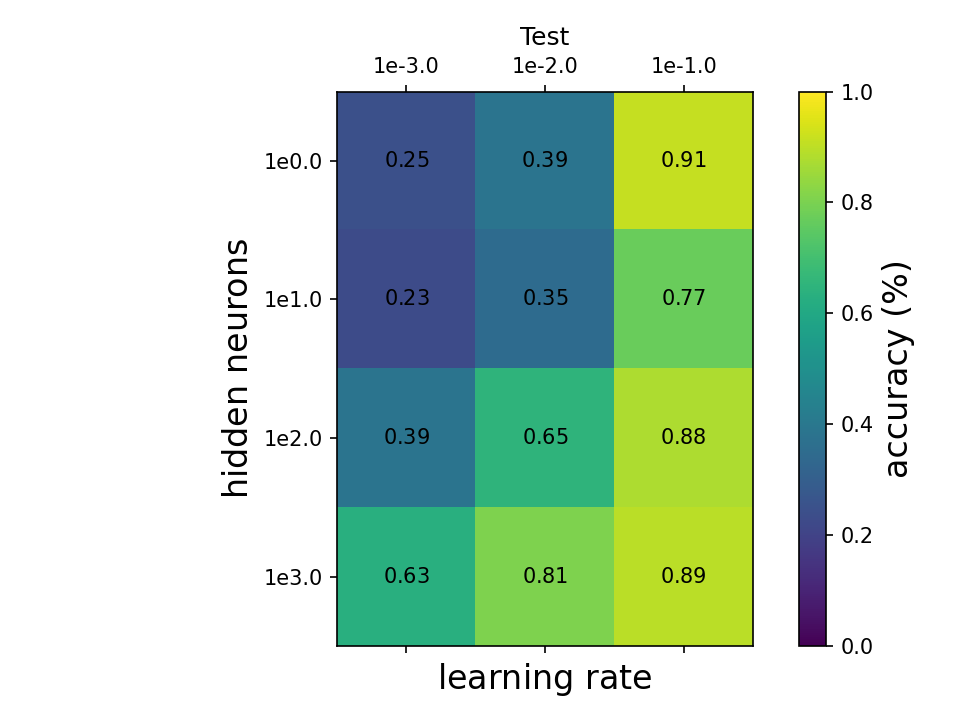 Test
1e-3.0 1e-2.0 1e-1.0
1e0.0 0.25 0.39 0.91
1e1.0 0.23 0.35 0.77
1e2.0 0.39 0.65 0.88
1e3.0 0.63 0.81 0.89
hidden neurons
learning rate
1.0
0.8
0.6
0.4
0.2
0.0
accuracy (%)